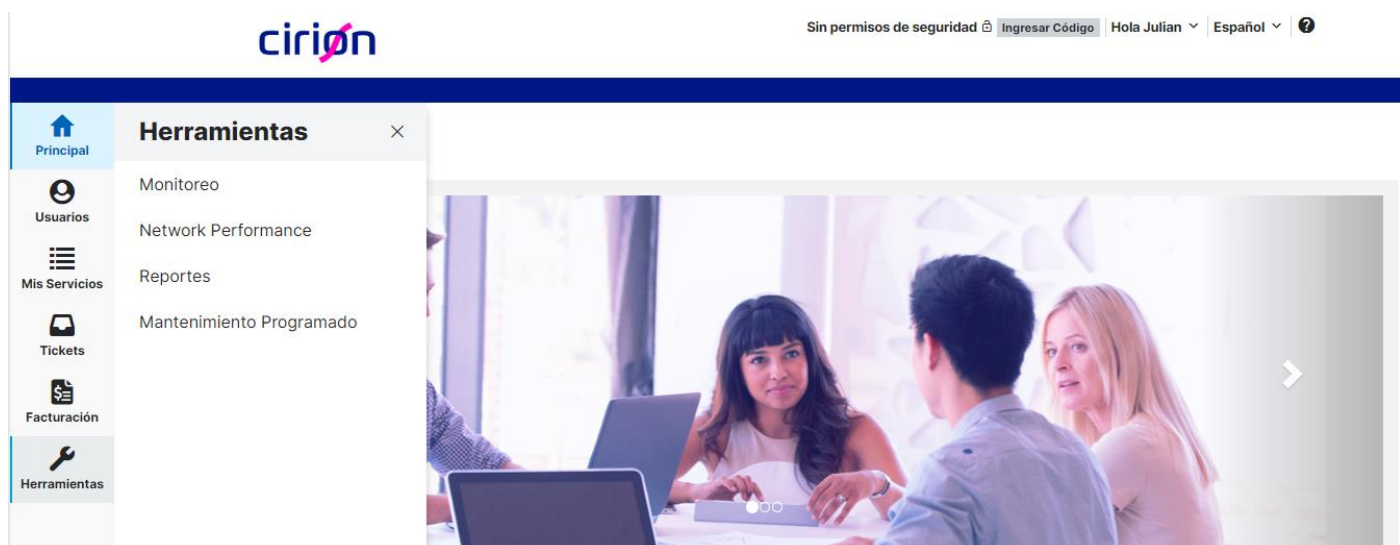 cirion
Sin permisos de seguridad Ingresar Código Hola Julian Español
Principal
Usuarios
Mis Servicios
Tickets
Facturación
Herramientas
Herramientas
Monitoreo
Network Performance
Reportes
Mantenimiento Programado